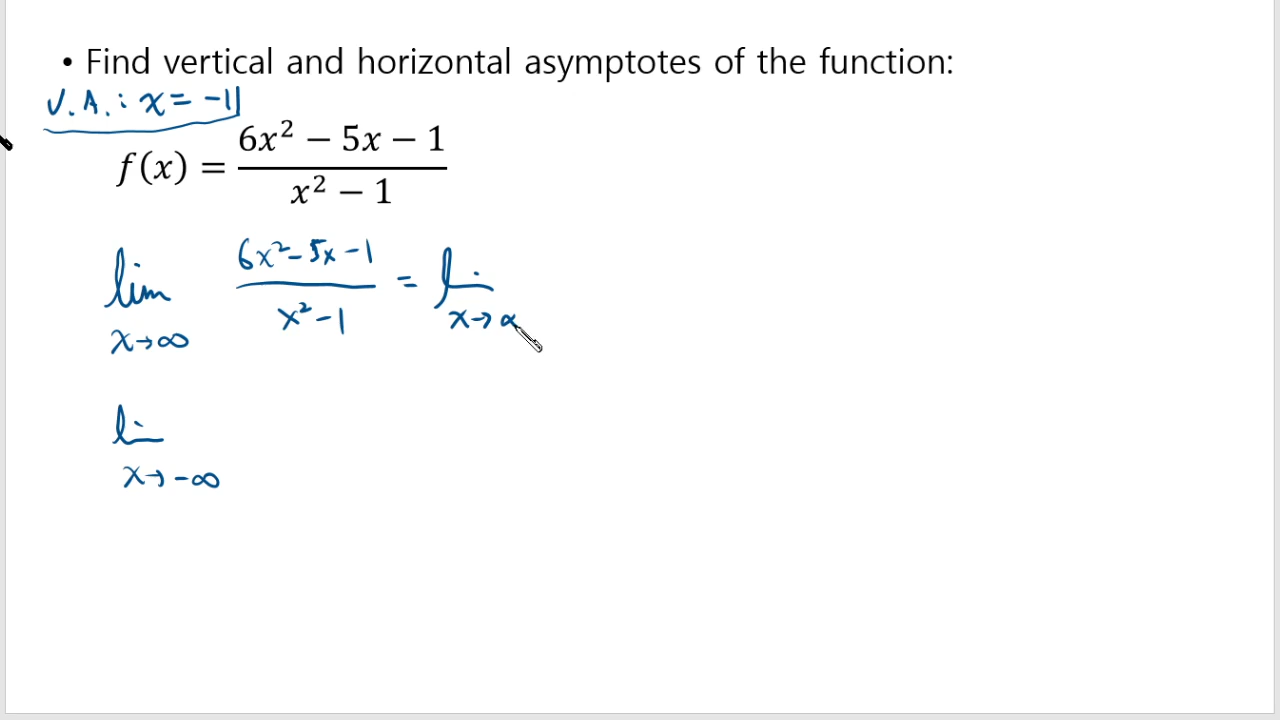 • Find vertical and horizontal asymptotes of the function:
V.A.: x = -1
f(x) = (6x² − 5x − 1)/(x² − 1)
lim x→∞ (6x² - 5x - 1)/(x² - 1) = lim x→
lim x→-∞